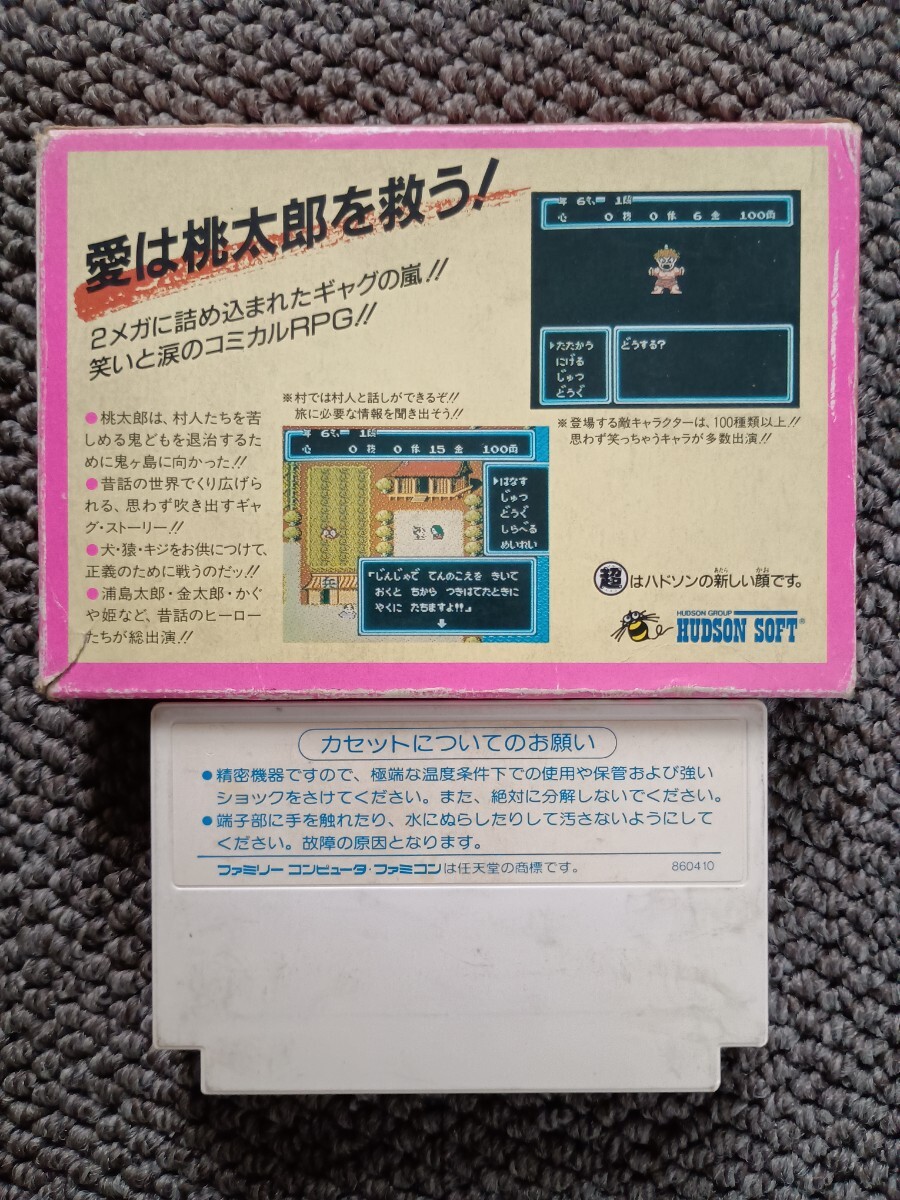 愛は桃太郎を救う!
2メガに詰め込まれたギャグの嵐!!
笑いと涙のコミカルRPG!!
●桃太郎は、村人たちを苦
しめる鬼どもを退治するた
めに鬼ヶ島に向かった!!
●昔話の世界でくり広げら
れる、思わず吹き出すギャ
グ・ストーリー!!
●犬・猿・キジをお供につけて、
正義のために戦うのだッ!!
●浦島太郎・金太郎・かぐ
や姫など、昔話のヒーロー
たちが総出演!!
※村では村人と話しができるぞ!!
旅に必要な情報を聞き出そう!!
1段
心 0 技 0 体 15 金 100両
▶はなす
じゅつ
どうぐ
しらべる
めいれい
「じんじゃで てんのこえを きいて
おくと ちから つきはてたときに
やくに たちますよ!!」
1段
心 0 技 0 体 6 金 100両
▶たたかう
にげる
じゅつ
どうぐ
どうする?
※登場する敵キャラクターは、100種類以上!!
思わず笑っちゃうキャラが多数出演!!
あたら かお
超はハドソンの新しい顔です。
HUDSON GROUP
HUDSON SOFT®
カセットについてのお願い
●精密機器ですので、極端な温度条件下での使用や保管および強い
ショックをさけてください。また、絶対に分解しないでください。
●端子部に手を触れたり、水にぬらしたりして汚さないようにして
ください。故障の原因となります。
ファミリーコンピュータ・ファミコンは任天堂の商標です。
860410